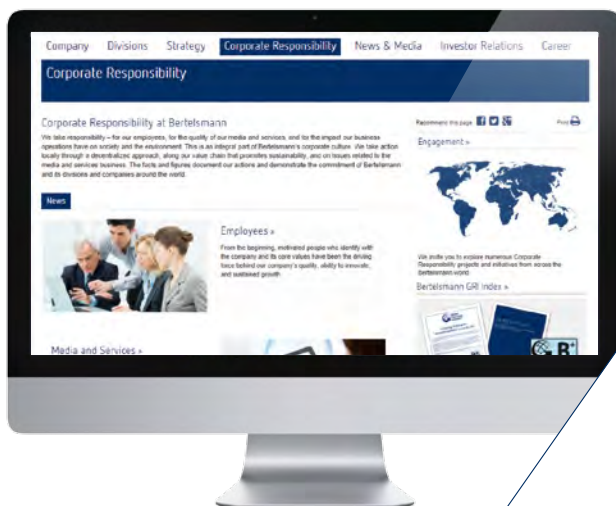 Company Divisions Strategy Corporate Responsibility News & Media Investor Relations Career
Corporate Responsibility
Corporate Responsibility at Bertelsmann
We take responsibility – for our employees, for the quality of our media and services, and for the impact our business
operations have on society and the environment. This is an integral part of Bertelsmann's corporate culture. We take action
locally through a decentralized approach, along our value chain that promotes sustainability, and on issues related to the
media and services business. The facts and figures document our actions and demonstrate the commitment of Bertelsmann
and its divisions and companies around the world.
Recommend this page
Print
Engagement »
We invite you to explore numerous Corporate
Responsibility projects and initiatives from across the
Bertelsmann world
Bertelsmann GRI Index »
News
Employees »
From the beginning, motivated people who identify with
the company and its core values have been the driving
force behind our company's quality, ability to innovate,
and sustained growth.
Media and Services »
B+